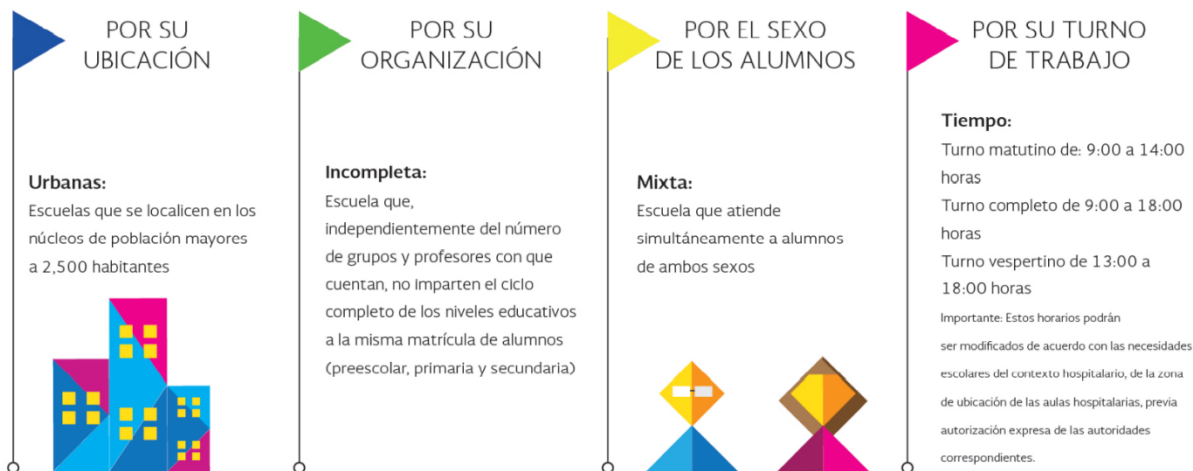 POR SU
UBICACIÓN
Urbanas:
Escuelas que se localicen en los
núcleos de población mayores
a 2,500 habitantes
POR SU
ORGANIZACIÓN
Incompleta:
Escuela que,
independientemente del número
de grupos y profesores con que
cuentan, no imparten el ciclo
completo de los niveles educativos
a la misma matrícula de alumnos
(preescolar, primaria y secundaria)
POR EL SEXO
DE LOS ALUMNOS
Mixta:
Escuela que atiende
simultáneamente a alumnos
de ambos sexos
POR SU TURNO
DE TRABAJO
Tiempo:
Turno matutino de: 9:00 a 14:00
horas
Turno completo de 9:00 a 18:00
horas
Turno vespertino de 13:00 a
18:00 horas
Importante: Estos horarios podrán
ser modificados de acuerdo con las necesidades
escolares del contexto hospitalario, de la zona
de ubicación de las aulas hospitalarias, previa
autorización expresa de las autoridades
correspondientes.